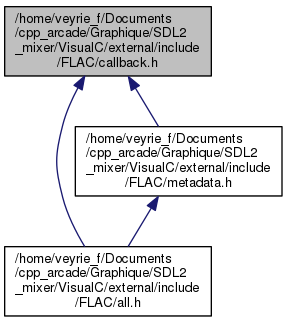 /home/veyrie_f/Documents
/cpp_arcade/Graphique/SDL2
_mixer/VisualC/external/include
/FLAC/callback.h
/home/veyrie_f/Documents
/cpp_arcade/Graphique/SDL2
_mixer/VisualC/external/include
/FLAC/metadata.h
/home/veyrie_f/Documents
/cpp_arcade/Graphique/SDL2
_mixer/VisualC/external/include
/FLAC/all.h